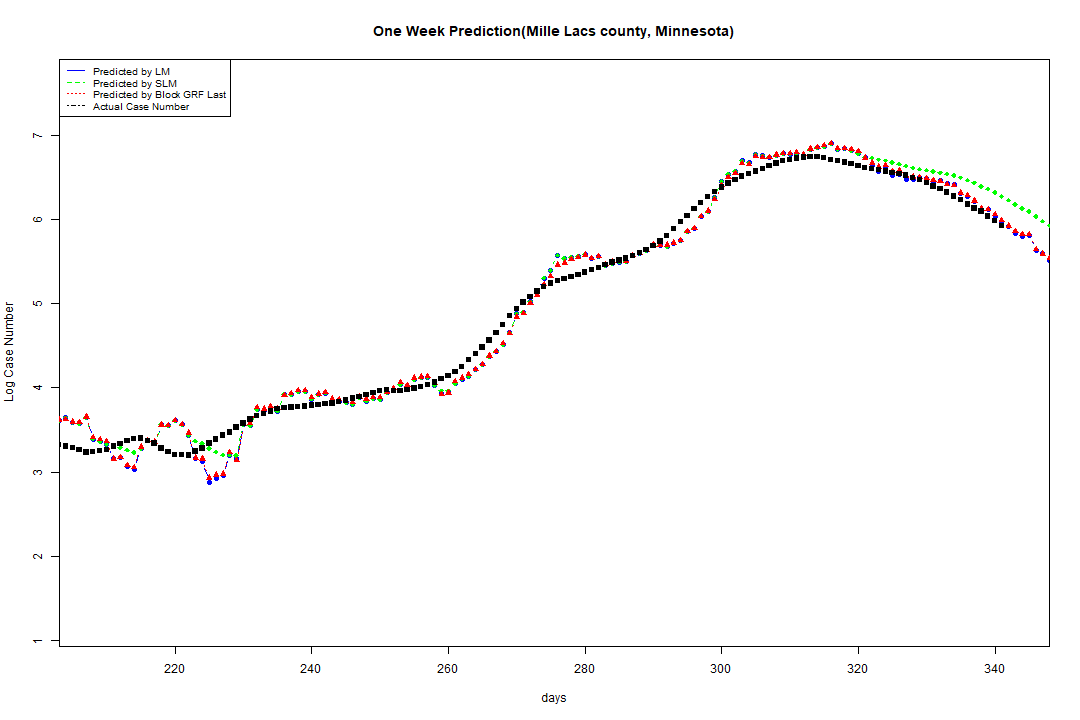 One Week Prediction(Mille Lacs county, Minnesota)
Predicted by LM
Predicted by SLM
Predicted by Block GRF Last
Actual Case Number
Log Case Number
7
6
5
4
3
2
1
220 240 260 280 300 320 340
days